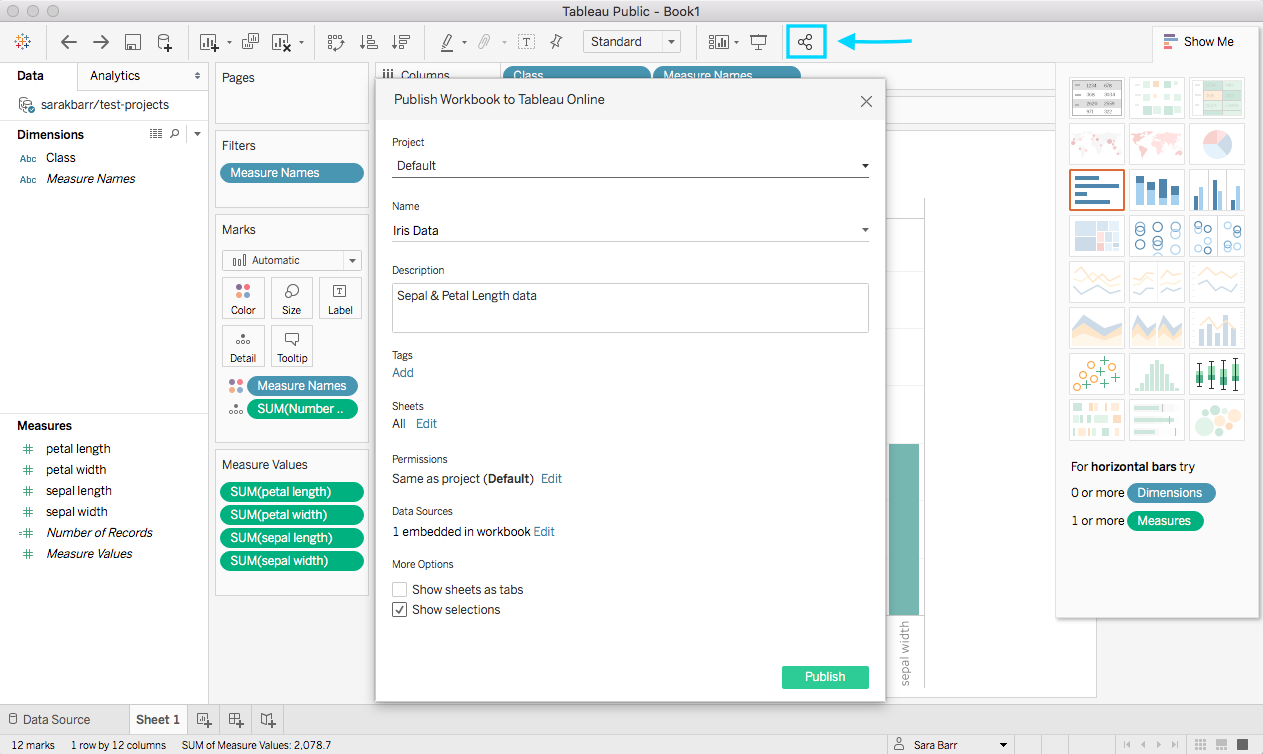 Tableau Public - Book1
Standard
Show Me
Data
Analytics
sarakbarr/test-projects
Dimensions
Abc Class
Abc Measure Names
Measures
petal length
petal width
sepal length
sepal width
Number of Records
Measure Values
Pages
Filters
Measure Names
Marks
Automatic
Color
Size
Label
Detail
Tooltip
Measure Names
SUM(Number ..
Measure Values
SUM(petal length)
SUM(petal width)
SUM(sepal length)
SUM(sepal width)
Columns
Class
Measure Names
Publish Workbook to Tableau Online
Project
Default
Name
Iris Data
Description
Sepal & Petal Length data
Tags
Add
Sheets
All Edit
Permissions
Same as project (Default) Edit
Data Sources
1 embedded in workbook Edit
More Options
Show sheets as tabs
Show selections
Publish
sepal width
For horizontal bars try
0 or more Dimensions
1 or more Measures
Data Source
Sheet 1
12 marks 1 row by 12 columns SUM of Measure Values: 2,078.7
Sara Barr